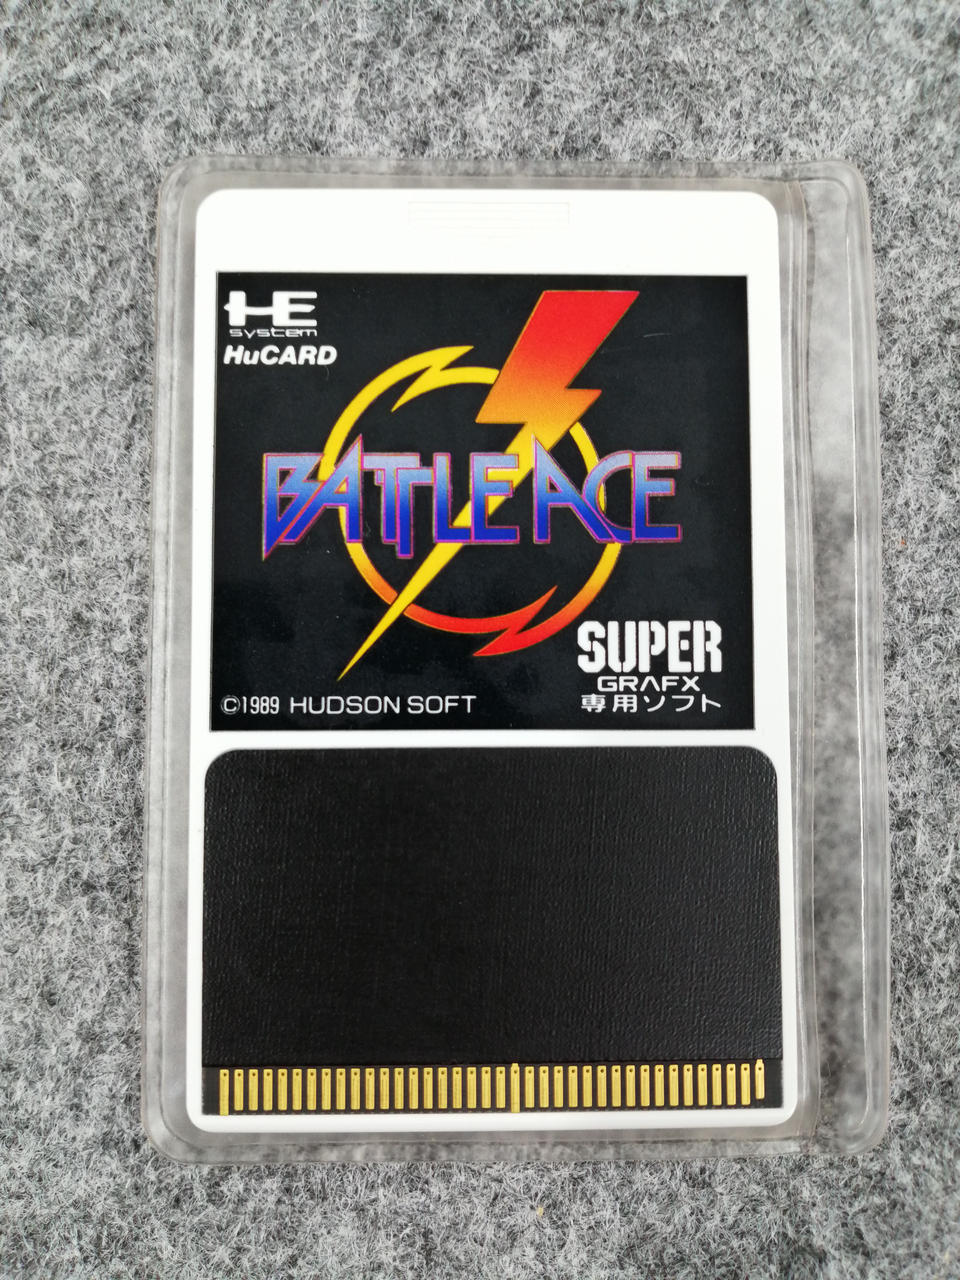 HE
system
HuCARD
BATTLE ACE
SUPER
GRAFX
専用ソフト
©1989 HUDSON SOFT